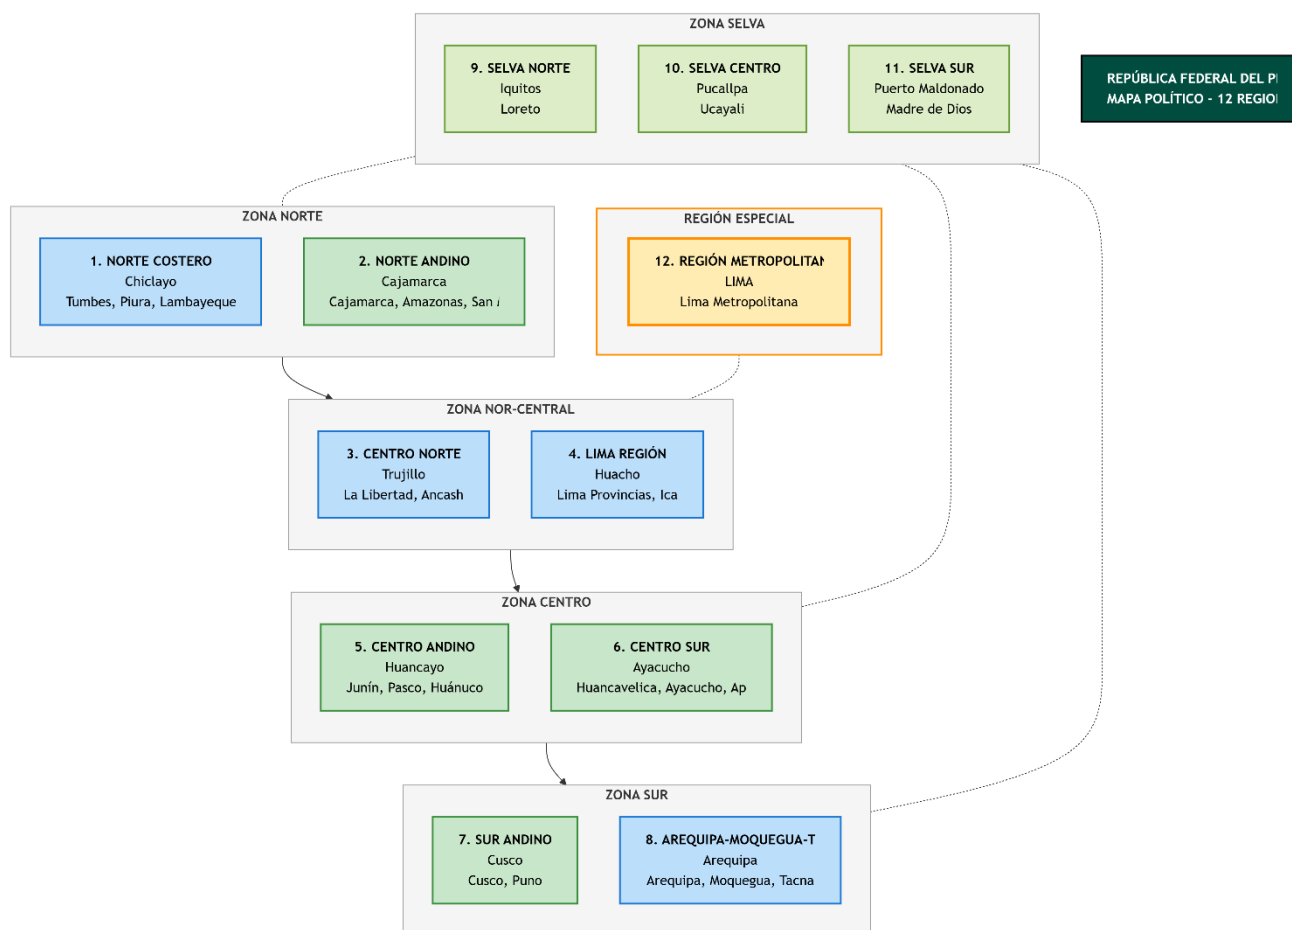 ZONA SELVA
9. SELVA NORTE
Iquitos
Loreto
10. SELVA CENTRO
Pucallpa
Ucayali
11. SELVA SUR
Puerto Maldonado
Madre de Dios
REPÚBLICA FEDERAL DEL
MAPA POLÍTICO - 12
ZONA NORTE
1. NORTE COSTERO
Chiclayo
Tumbes, Piura, Lambayeque
2. NORTE ANDINO
Cajamarca
Cajamarca, Amazonas, San
REGIÓN ESPECIAL
12. REGIÓN
LIMA
Lima Metropolitana
ZONA NOR-CENTRAL
3. CENTRO NORTE
Trujillo
La Libertad, Ancash
4. LIMA REGIÓN
Huacho
Lima Provincias, Ica
ZONA CENTRO
5. CENTRO ANDINO
Huancayo
Junín, Pasco, Huánuco
6. CENTRO SUR
Ayacucho
Huancavelica, Ayacucho, Ap
ZONA SUR
7. SUR ANDINO
Cusco
Cusco, Puno
8. AREQUIPA-MOQUEGUA-T
Arequipa
Arequipa, Moquegua, Tacna